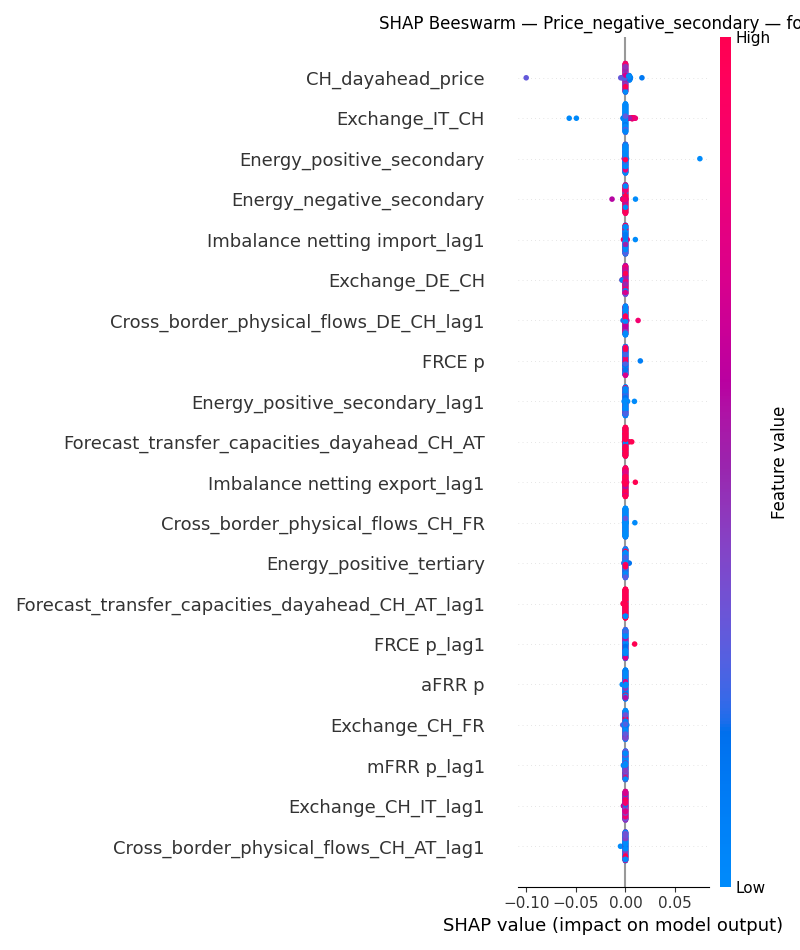 SHAP Beeswarm — Price_negative_secondary — fo
High
CH_dayahead_price
Exchange_IT_CH
Energy_positive_secondary
Energy_negative_secondary
Imbalance netting import_lag1
Exchange_DE_CH
Cross_border_physical_flows_DE_CH_lag1
FRCE p
Energy_positive_secondary_lag1
Forecast_transfer_capacities_dayahead_CH_AT
Imbalance netting export_lag1
Cross_border_physical_flows_CH_FR
Energy_positive_tertiary
Forecast_transfer_capacities_dayahead_CH_AT_lag1
FRCE p_lag1
aFRR p
Exchange_CH_FR
mFRR p_lag1
Exchange_CH_IT_lag1
Cross_border_physical_flows_CH_AT_lag1
Feature value
Low
−0.10 −0.05 0.00 0.05
SHAP value (impact on model output)